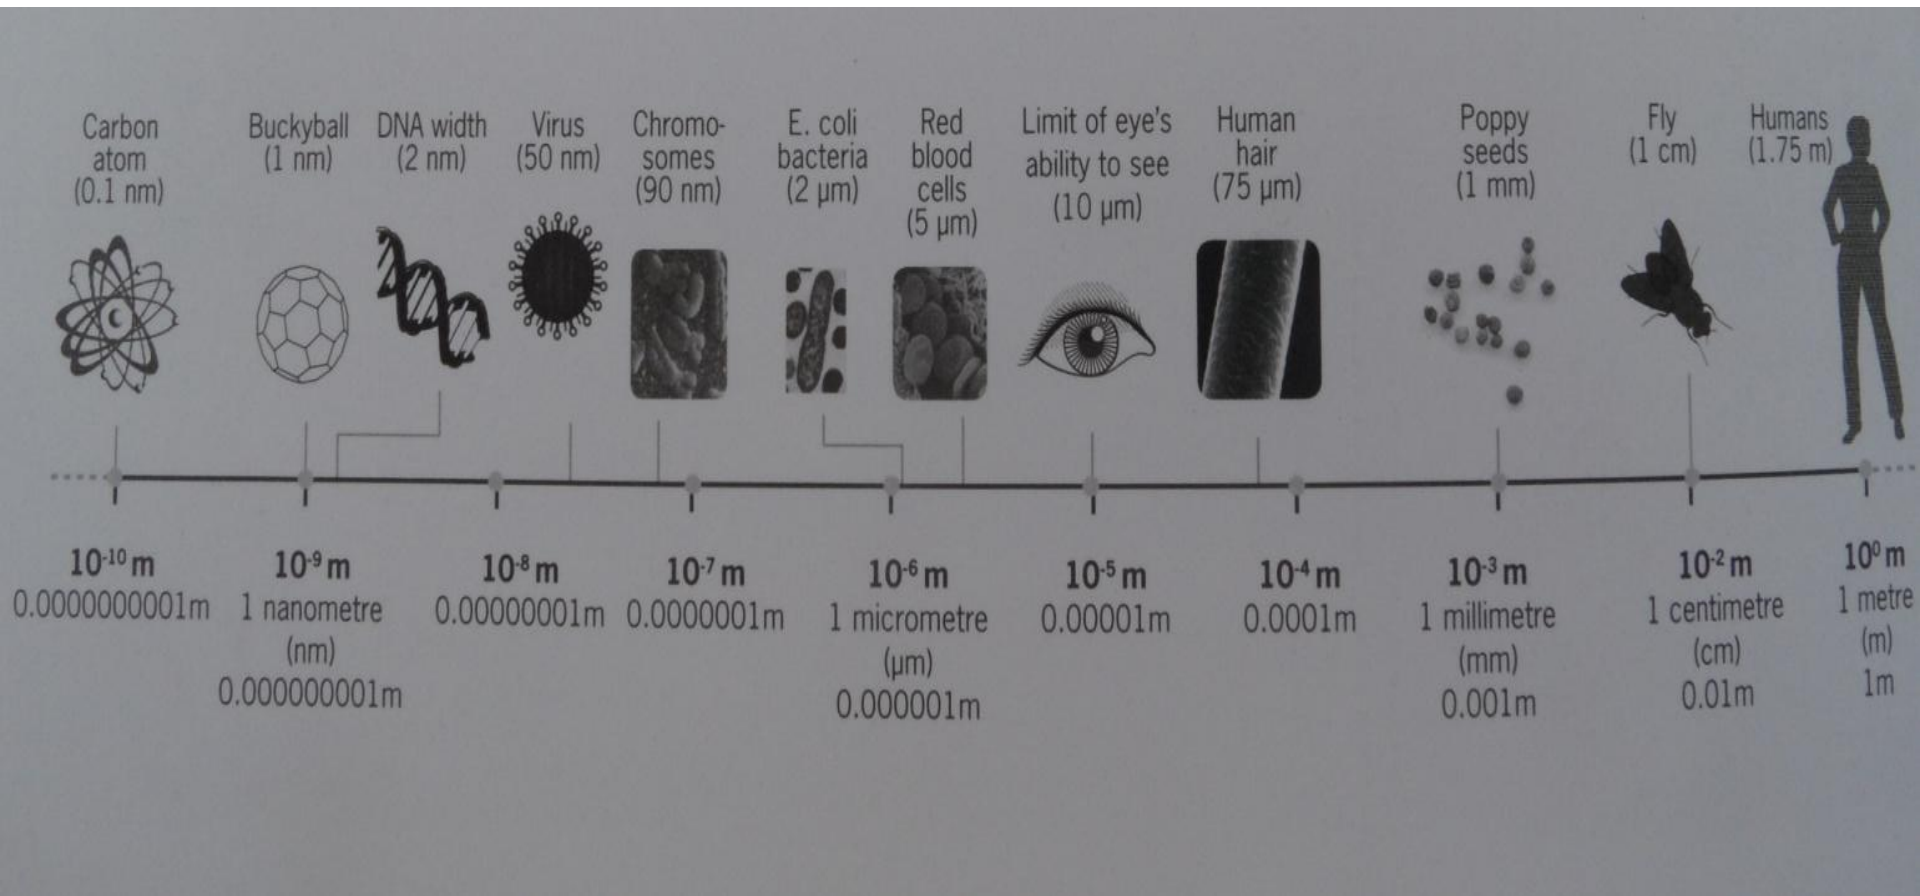 Carbon
atom
(0.1 nm)
Buckyball
(1 nm)
DNA width
(2 nm)
Virus
(50 nm)
Chromo-
somes
(90 nm)
E. coli
bacteria
(2 µm)
Red
blood
cells
(5 µm)
Limit of eye's
ability to see
(10 µm)
Human
hair
(75 µm)
Poppy
seeds
(1 mm)
Fly
(1 cm)
Humans
(1.75 m)
10⁻¹⁰ m
0.0000000001m
10⁻⁹ m
1 nanometre
(nm)
0.000000001m
10⁻⁸ m
0.00000001m
10⁻⁷ m
0.0000001m
10⁻⁶ m
1 micrometre
(µm)
0.000001m
10⁻⁵ m
0.00001m
10⁻⁴ m
0.0001m
10⁻³ m
1 millimetre
(mm)
0.001m
10⁻² m
1 centimetre
(cm)
0.01m
10⁰ m
1 metre
(m)
1m